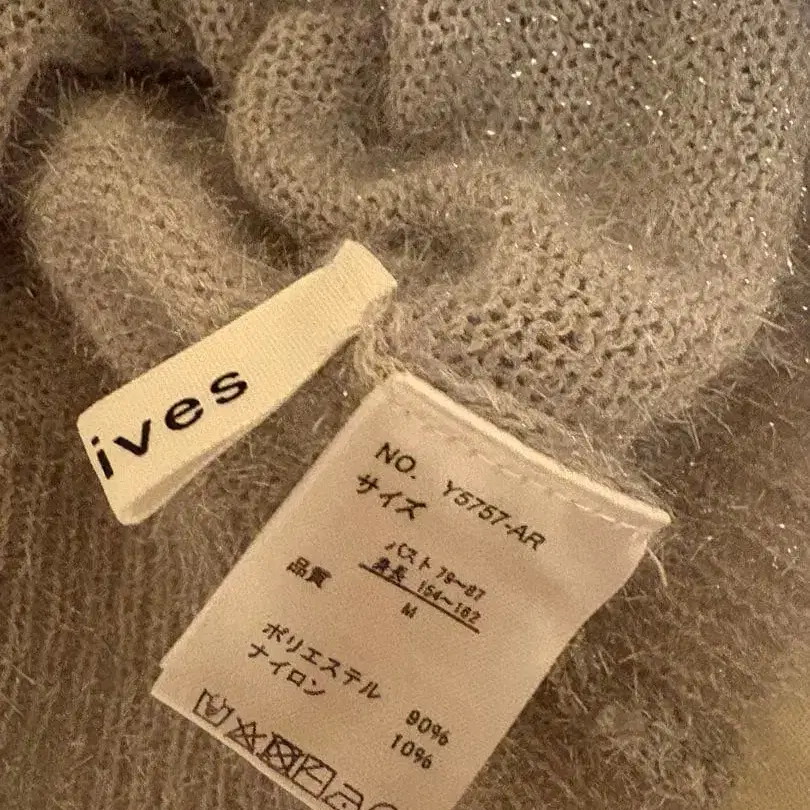 ives
NO. Y5757-AR
サイズ
バスト 79~87
身長 154~162
M
品質
ポリエステル 90%
ナイロン 10%